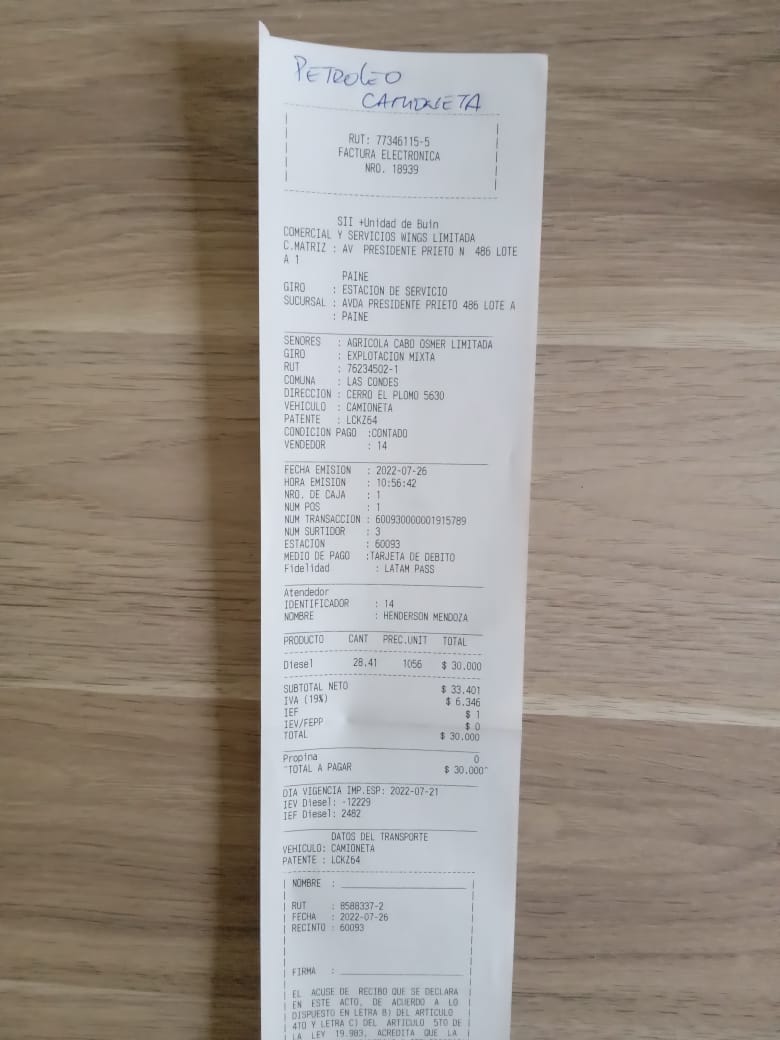 PETROLEO
CAMIONETA
RUT: 77346115-5
FACTURA ELECTRONICA
NRO. 18939
SII +Unidad de Buin
COMERCIAL Y SERVICIOS WINGS LIMITADA
C.MATRIZ : AV PRESIDENTE PRIETO N 486 LOTE
A 1
PAINE
GIRO : ESTACION DE SERVICIO
SUCURSAL : AVDA PRESIDENTE PRIETO 486 LOTE A
: PAINE
SENORES : AGRICOLA CABO OSMER LIMITADA
GIRO : EXPLOTACION MIXTA
RUT : 76234502-1
COMUNA : LAS CONDES
DIRECCION : CERRO EL PLOMO 5630
VEHICULO : CAMIONETA
PATENTE : LCKZ64
CONDICION PAGO :CONTADO
VENDEDOR : 14
FECHA EMISION : 2022-07-26
HORA EMISION : 10:56:42
NRO. DE CAJA : 1
NUM POS : 1
NUM TRANSACCION : 600930000001915789
NUM SURTIDOR : 3
ESTACION : 60093
MEDIO DE PAGO :TARJETA DE DEBITO
Fidelidad : LATAM PASS
Atendedor
IDENTIFICADOR : 14
NOMBRE : HENDERSON MENDOZA
PRODUCTO CANT PREC.UNIT TOTAL
Diesel 28.41 1056 $ 30.000
SUBTOTAL NETO $ 33.401
IVA (19%) $ 6.346
IEF $ 1
IEV/FEPP $ 0
TOTAL $ 30.000
Propina 0
"TOTAL A PAGAR $ 30.000"
DIA VIGENCIA IMP.ESP: 2022-07-21
IEV Diesel: -12229
IEF Diesel: 2482
DATOS DEL TRANSPORTE
VEHICULO: CAMIONETA
PATENTE : LCKZ64
NOMBRE :
RUT : 8588337-2
FECHA : 2022-07-26
RECINTO : 60093
FIRMA :
EL ACUSE DE RECIBO QUE SE DECLARA
EN ESTE ACTO, DE ACUERDO A LO
DISPUESTO EN LETRA B) DEL ARTICULO
4TO Y LETRA C) DEL ARTICULO 5TO DE
LA LEY 19.983, ACREDITA QUE LA